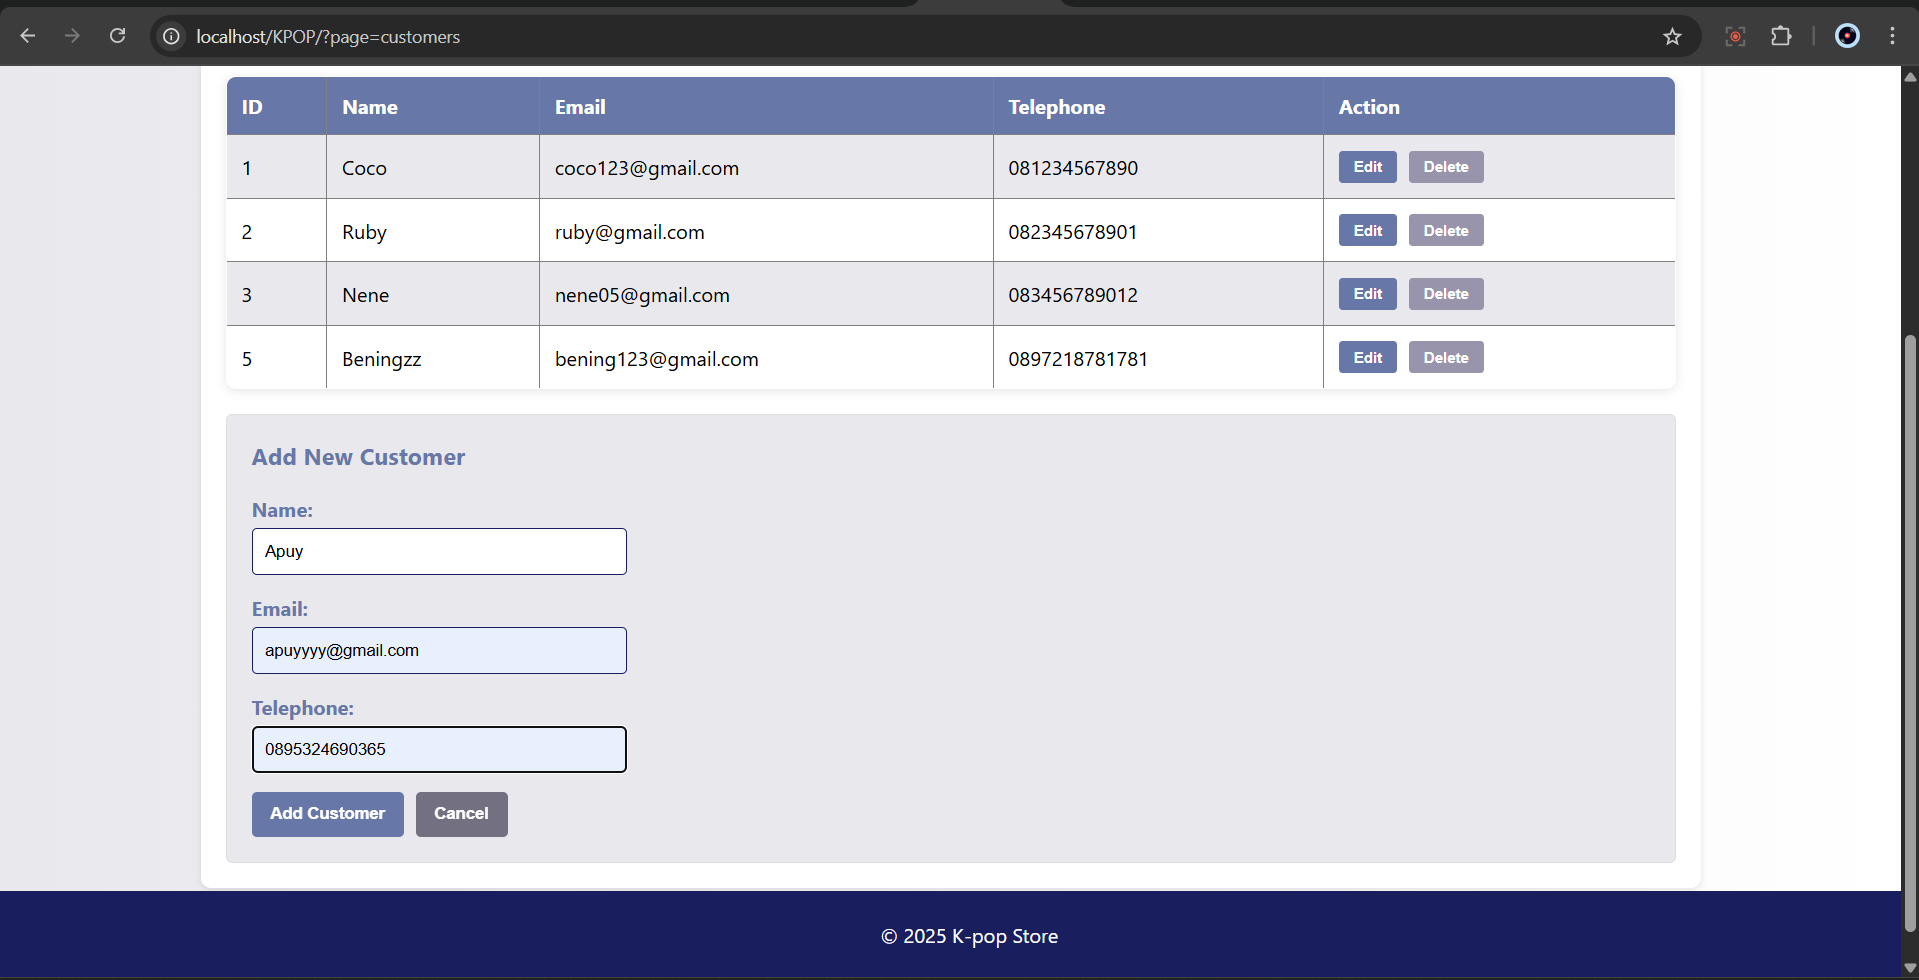 localhost/KPOP/?page=customers
ID Name Email Telephone Action
1 Coco coco123@gmail.com 081234567890 Edit Delete
2 Ruby ruby@gmail.com 082345678901 Edit Delete
3 Nene nene05@gmail.com 083456789012 Edit Delete
5 Beningzz bening123@gmail.com 0897218781781 Edit Delete
Add New Customer
Name:
Apuy
Email:
apuyyyy@gmail.com
Telephone:
0895324690365
Add Customer Cancel
© 2025 K-pop Store